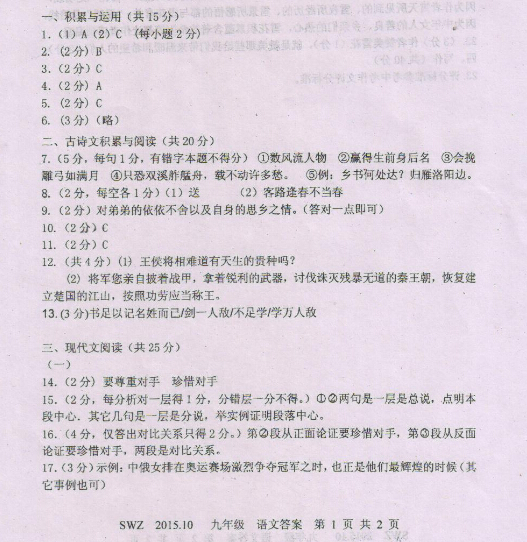 一、积累与运用（共 15 分）
1.（1）A（2）C （每小题 2 分）
2.（2 分）B
3.（2 分）C
4.（2 分）A
5.（2 分）C
6.（3 分）（略）
二、古诗文积累与阅读（共 20 分）
7.（5 分，每句 1 分，有错字本题不得分） ①数风流人物 ②赢得生前身后名 ③会挽
雕弓如满月 ④只恐双溪舴艋舟，载不动许多愁。 ⑤例：乡书何处达？归雁洛阳边。
8.（2 分，每空各 1 分）（1）送 （2）客路逢春不当春
9.（2 分）对弟弟的依依不舍以及自身的思乡之情。（答对一点即可）
10.（2 分）C
11.（2 分）C
12.（共 4 分）(1) 王侯将相难道有天生的贵种吗？
(2) 将军您亲自披着战甲，拿着锐利的武器，讨伐诛灭残暴无道的秦王朝，恢复建
立楚国的江山，按照功劳应当称王。
13.(3 分)书足以记名姓而已/剑一人敌/不足学/学万人敌
三、现代文阅读（共 25 分）
（一）
14.（2 分）要尊重对手 珍惜对手
15.（2 分，每分析对一层得 1 分，分错层一分不得。）①②两句是一层是总说，点明本
段中心．其它几句是一层是分说，举实例证明段落中心。
16.（4 分，仅答出对比关系只得 2 分。）第②段从正面论证要珍惜对手，第③段从反面
论证要珍惜对手，两段是对比关系。
17.（3 分）示例：中俄女排在奥运赛场激烈争夺冠军之时，也正是他们最辉煌的时候（其
它事例也可）
SWZ 2015.10 九年级 语文答案 第 1 页 共 2 页